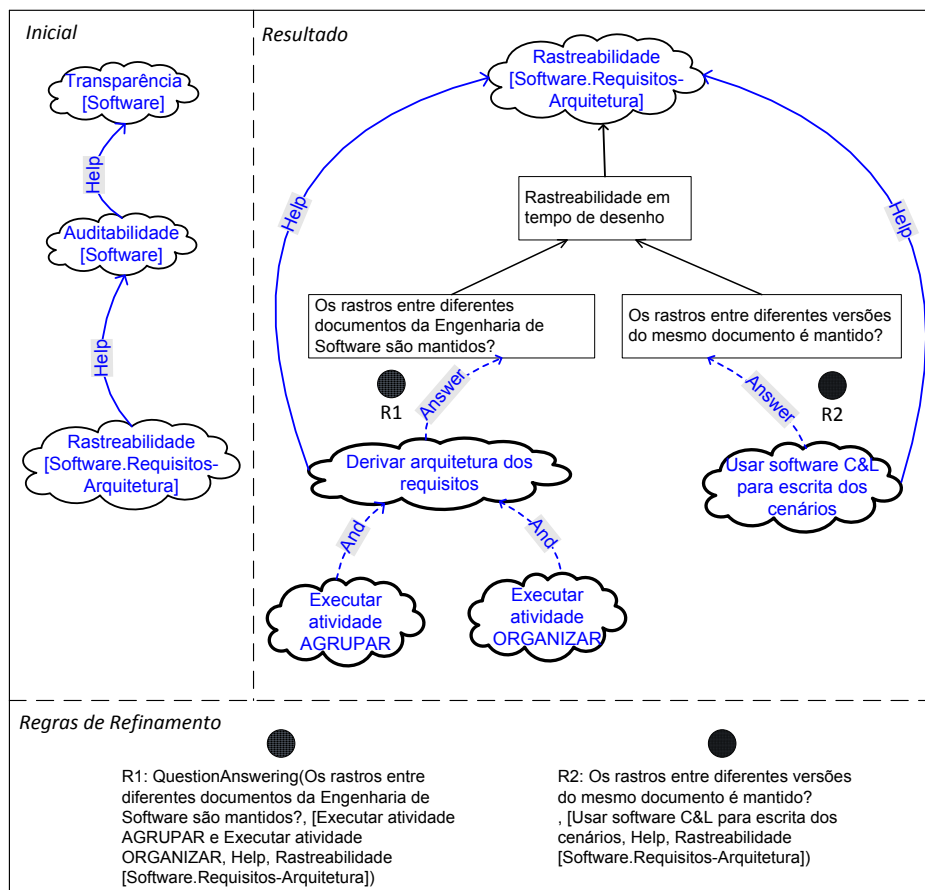 Inicial
Transparência
[Software]
Help
Auditabilidade
[Software]
Help
Rastreabilidade
[Software.Requisitos-
Arquitetura]
Resultado
Rastreabilidade
[Software.Requisitos-
Arquitetura]
Help
Help
Rastreabilidade em
tempo de desenho
Os rastros entre diferentes
documentos da Engenharia de
Software são mantidos?
Os rastros entre diferentes versões
do mesmo documento é mantido?
R1
Answer
Answer
R2
Derivar arquitetura dos
requisitos
Usar software C&L
para escrita dos
cenários
And
And
Executar
atividade
AGRUPAR
Executar
atividade
ORGANIZAR
Regras de Refinamento
R1: QuestionAnswering(Os rastros entre
diferentes documentos da Engenharia de
Software são mantidos?, [Executar atividade
AGRUPAR e Executar atividade
ORGANIZAR, Help, Rastreabilidade
[Software.Requisitos-Arquitetura])
R2: Os rastros entre diferentes versões
do mesmo documento é mantido?
, [Usar software C&L para escrita dos
cenários, Help, Rastreabilidade
[Software.Requisitos-Arquitetura])